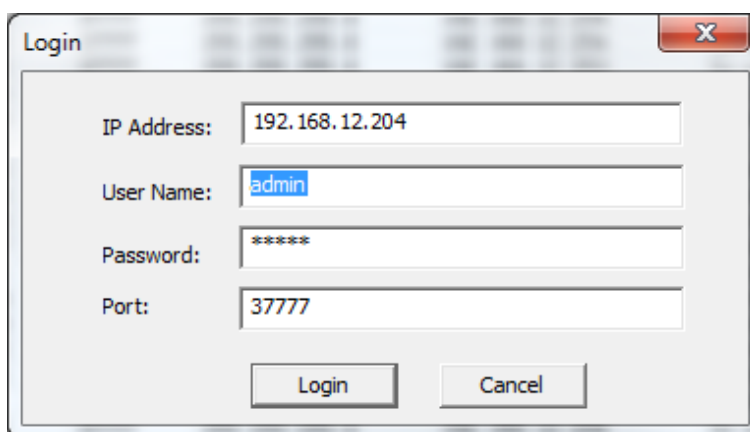 Login
X
IP Address: 192.168.12.204
User Name: admin
Password: *****
Port: 37777
Login Cancel